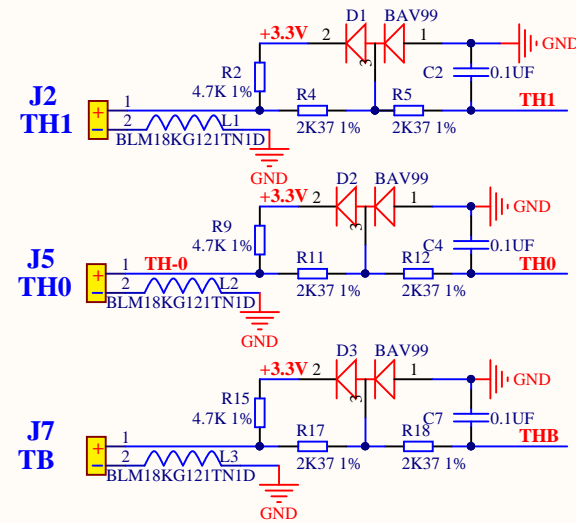 D1 BAV99
+3.3V 2 1 GND
3
R2 C2 0.1UF
4.7K 1% R4 R5
J2 1 TH1
TH1 2 L1 2K37 1% 2K37 1%
BLM18KG121TN1D
GND
D2 BAV99
+3.3V 2 1 GND
3
R9 C4 0.1UF
4.7K 1% R11 R12
J5 1 TH-0 TH0
TH0 2 L2 2K37 1% 2K37 1%
BLM18KG121TN1D
GND
D3 BAV99
+3.3V 2 1 GND
3
R15 C7 0.1UF
4.7K 1% R17 R18
J7 1 THB
TB 2 L3 2K37 1% 2K37 1%
BLM18KG121TN1D
GND